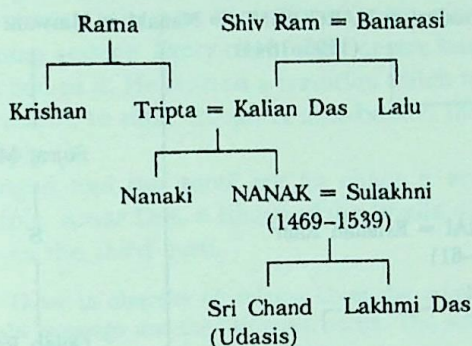 Rama Shiv Ram = Banarasi
Krishan Tripta = Kalian Das Lalu
Nanaki NANAK = Sulakhni
(1469–1539)
Sri Chand Lakhmi Das
(Udasis)